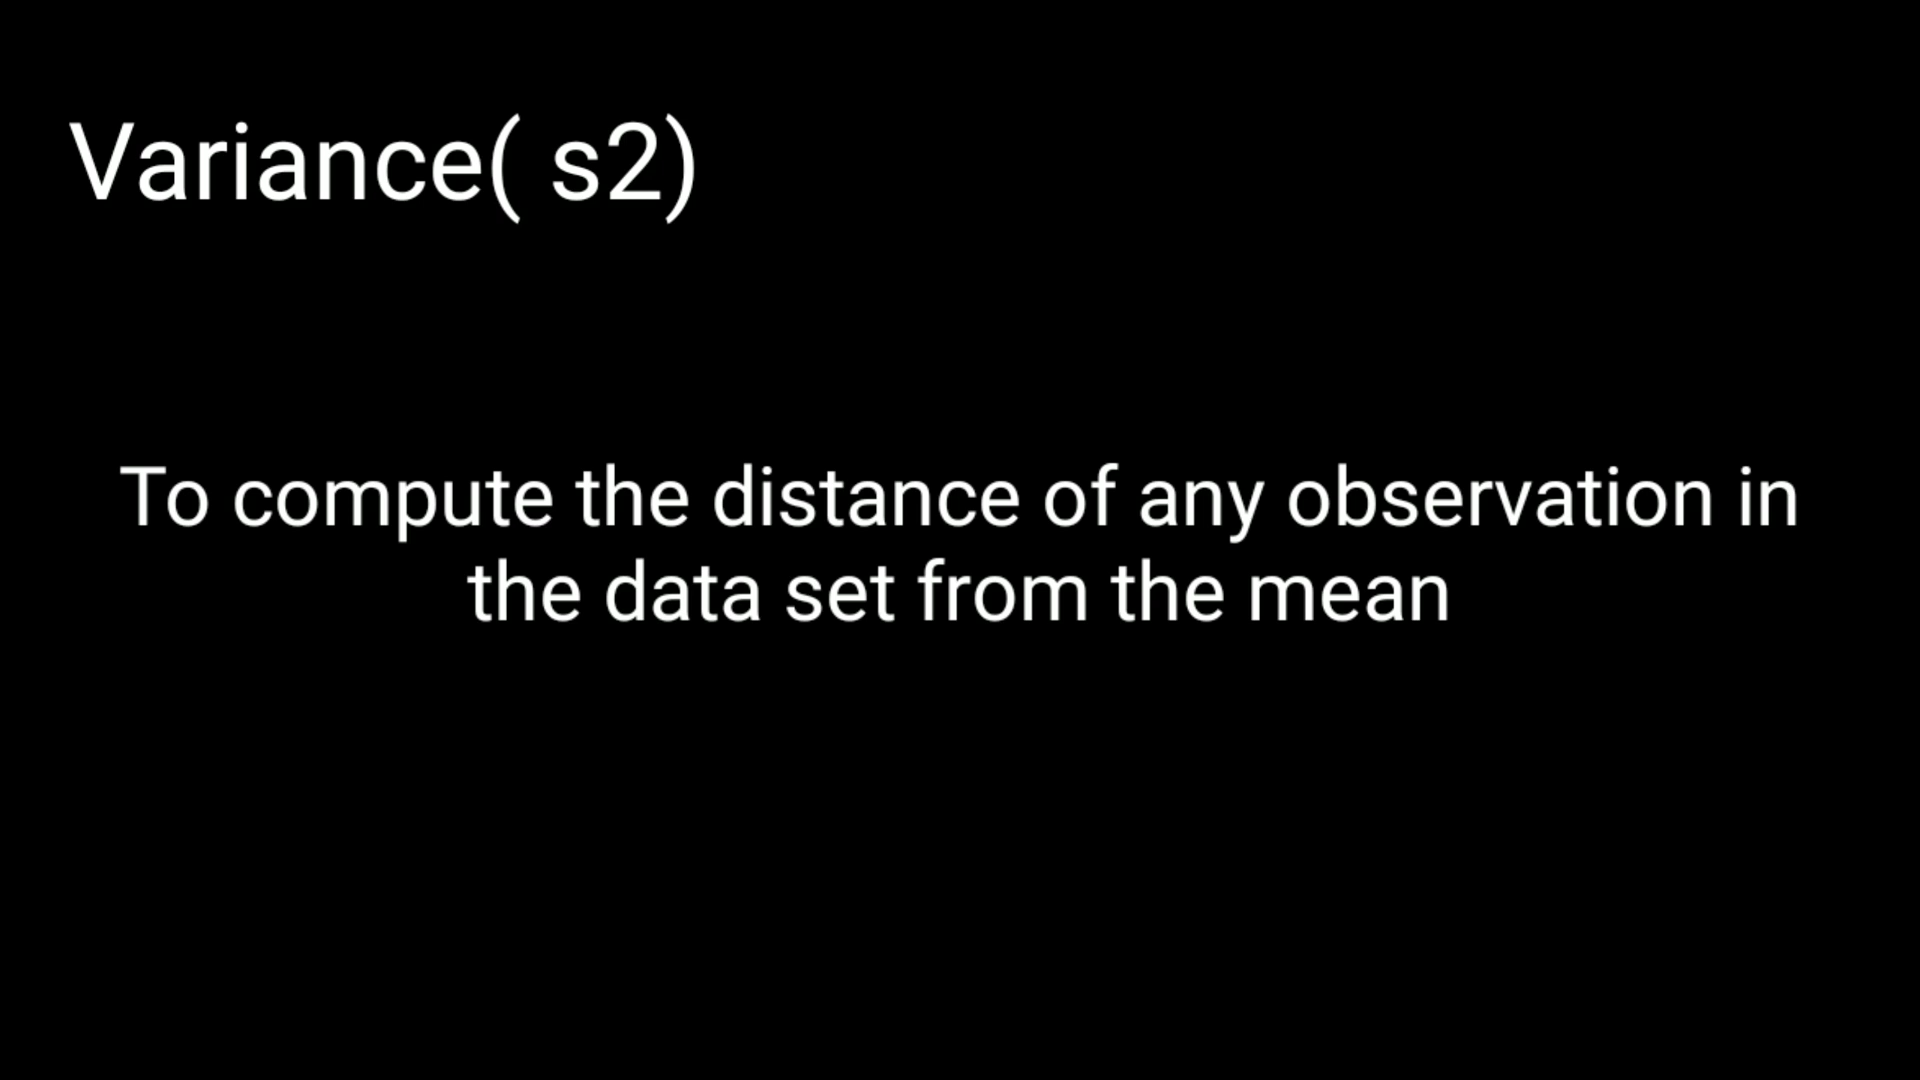 Variance( s2)
To compute the distance of any observation in
the data set from the mean